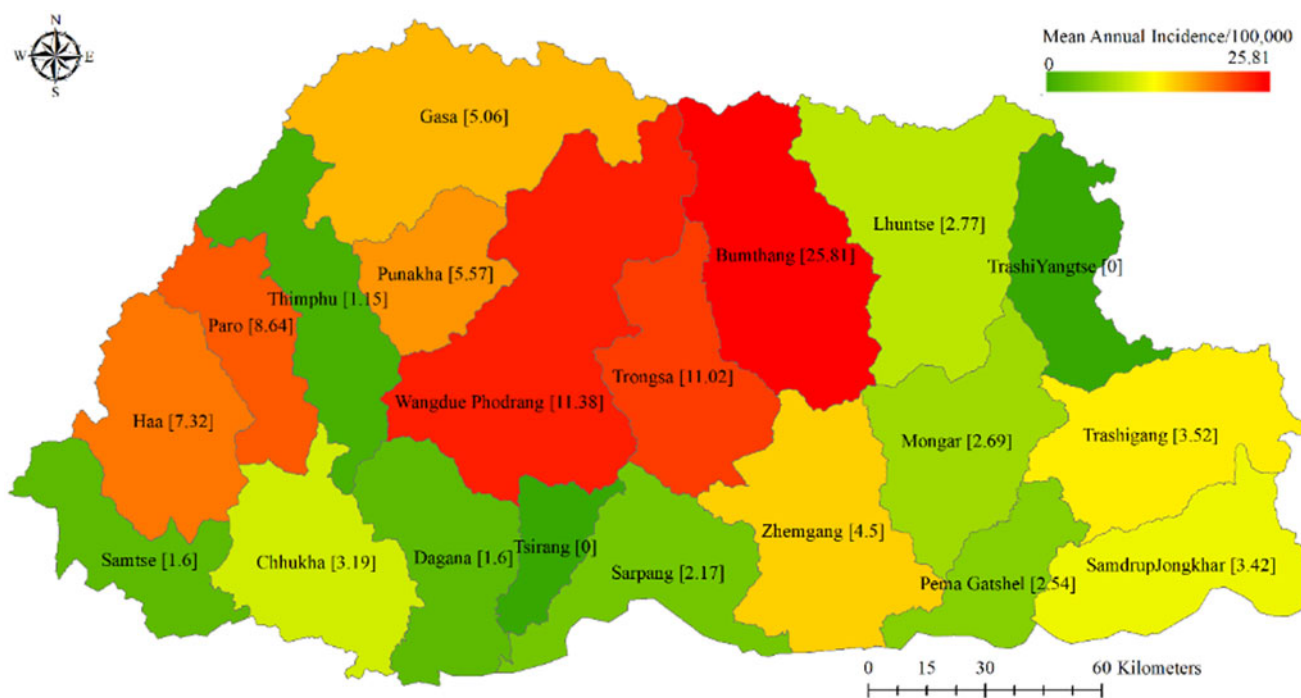 N
W E
S
Mean Annual Incidence/100,000
0 25.81
Gasa [5.06]
Lhuntse [2.77]
Bumthang [25.81]
TrashiYangtse [0]
Punakha [5.57]
Thimphu [1.15]
Paro [8.64]
Trongsa [11.02]
Wangdue Phodrang [11.38]
Haa [7.32]
Mongar [2.69]
Trashigang [3.52]
Zhemgang [4.5]
Tsirang [0]
Samtse [1.6]
Chhukha [3.19]
Dagana [1.6]
Sarpang [2.17]
SamdrupJongkhar [3.42]
Pema Gatshel [2.54]
0 15 30 60 Kilometers